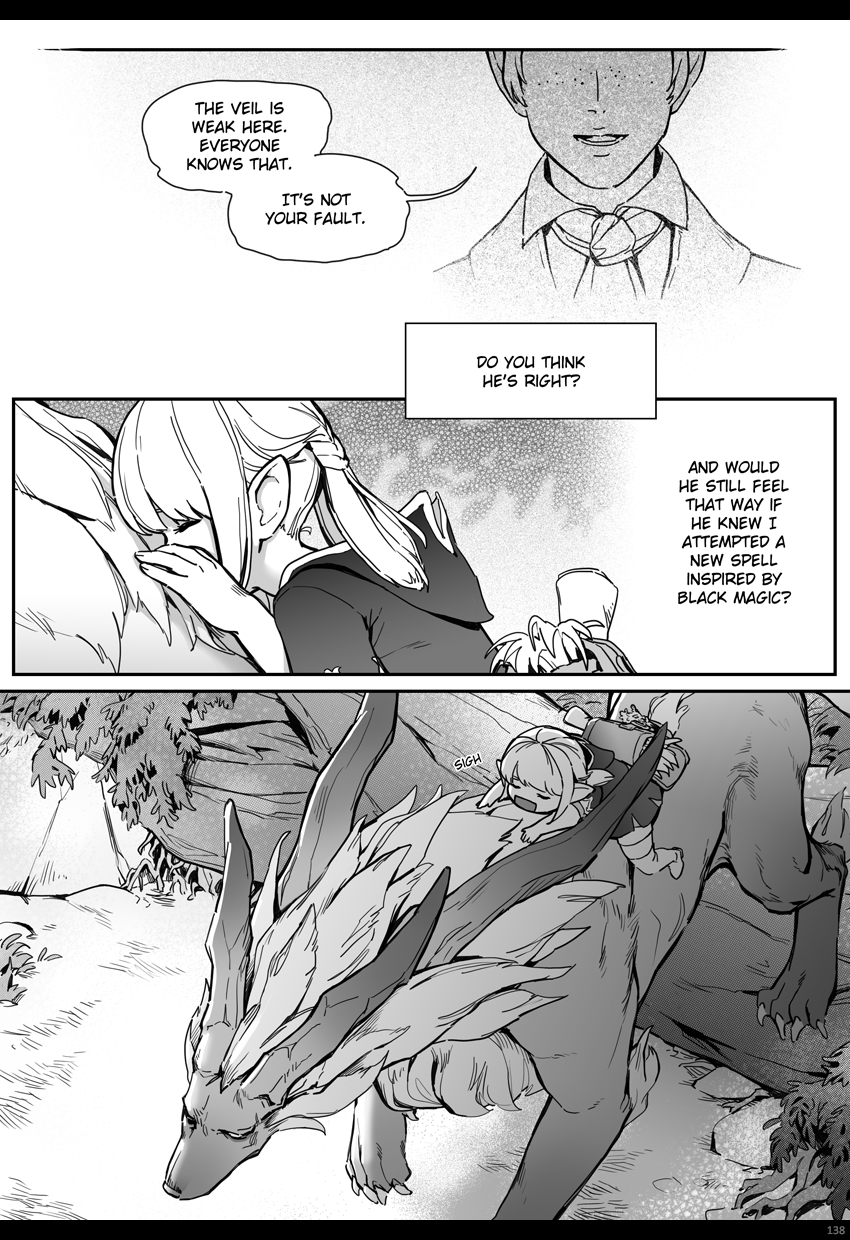 THE VEIL IS
WEAK HERE.
EVERYONE
KNOWS THAT.
IT'S NOT
YOUR FAULT.
DO YOU THINK
HE'S RIGHT?
AND WOULD
HE STILL FEEL
THAT WAY IF
HE KNEW I
ATTEMPTED A
NEW SPELL
INSPIRED BY
BLACK MAGIC?
SIGH
138